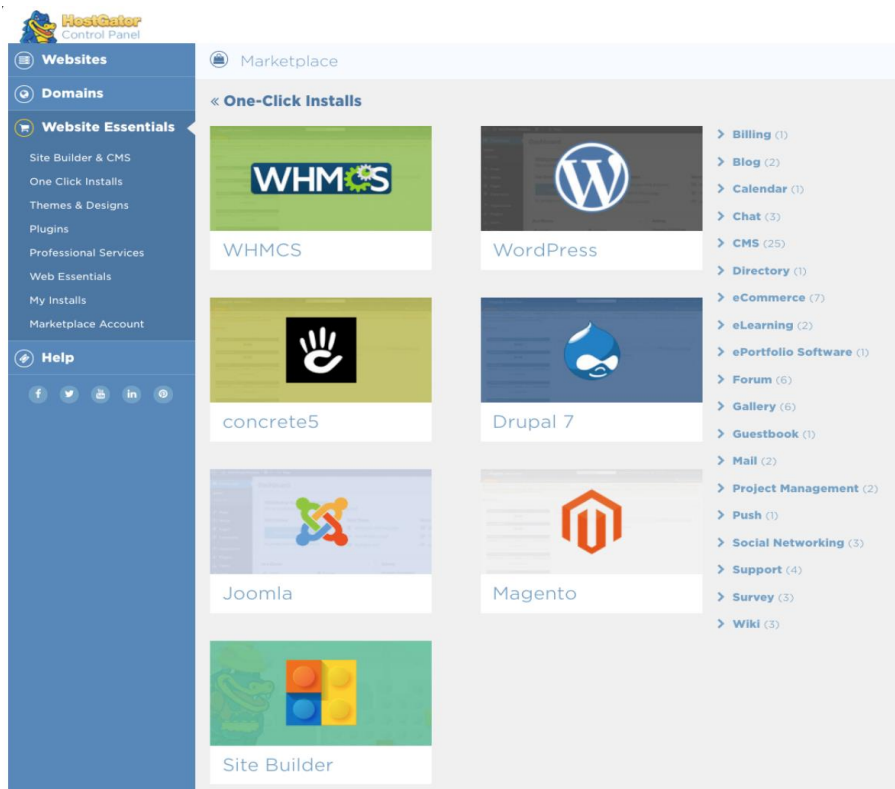 HostGator
Control Panel
Websites
Domains
Website Essentials
Site Builder & CMS
One Click Installs
Themes & Designs
Plugins
Professional Services
Web Essentials
My Installs
Marketplace Account
Help
Marketplace
« One-Click Installs
WHMCS
WHMCS
WordPress
concrete5
Drupal 7
Joomla
Magento
Site Builder
Billing (1)
Blog (2)
Calendar (1)
Chat (3)
CMS (25)
Directory (1)
eCommerce (7)
eLearning (2)
ePortfolio Software (1)
Forum (6)
Gallery (6)
Guestbook (1)
Mail (2)
Project Management (2)
Push (1)
Social Networking (3)
Support (4)
Survey (3)
Wiki (3)